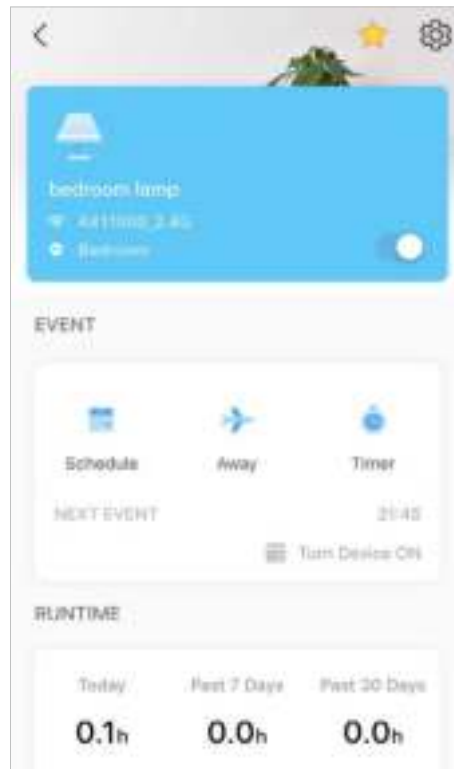 bedroom lamp
Bedroom
EVENT
Schedule Away Timer
NEXT EVENT 21:45
Turn Device ON
RUNTIME
Today Past 7 Days Past 30 Days
0.1h 0.0h 0.0h